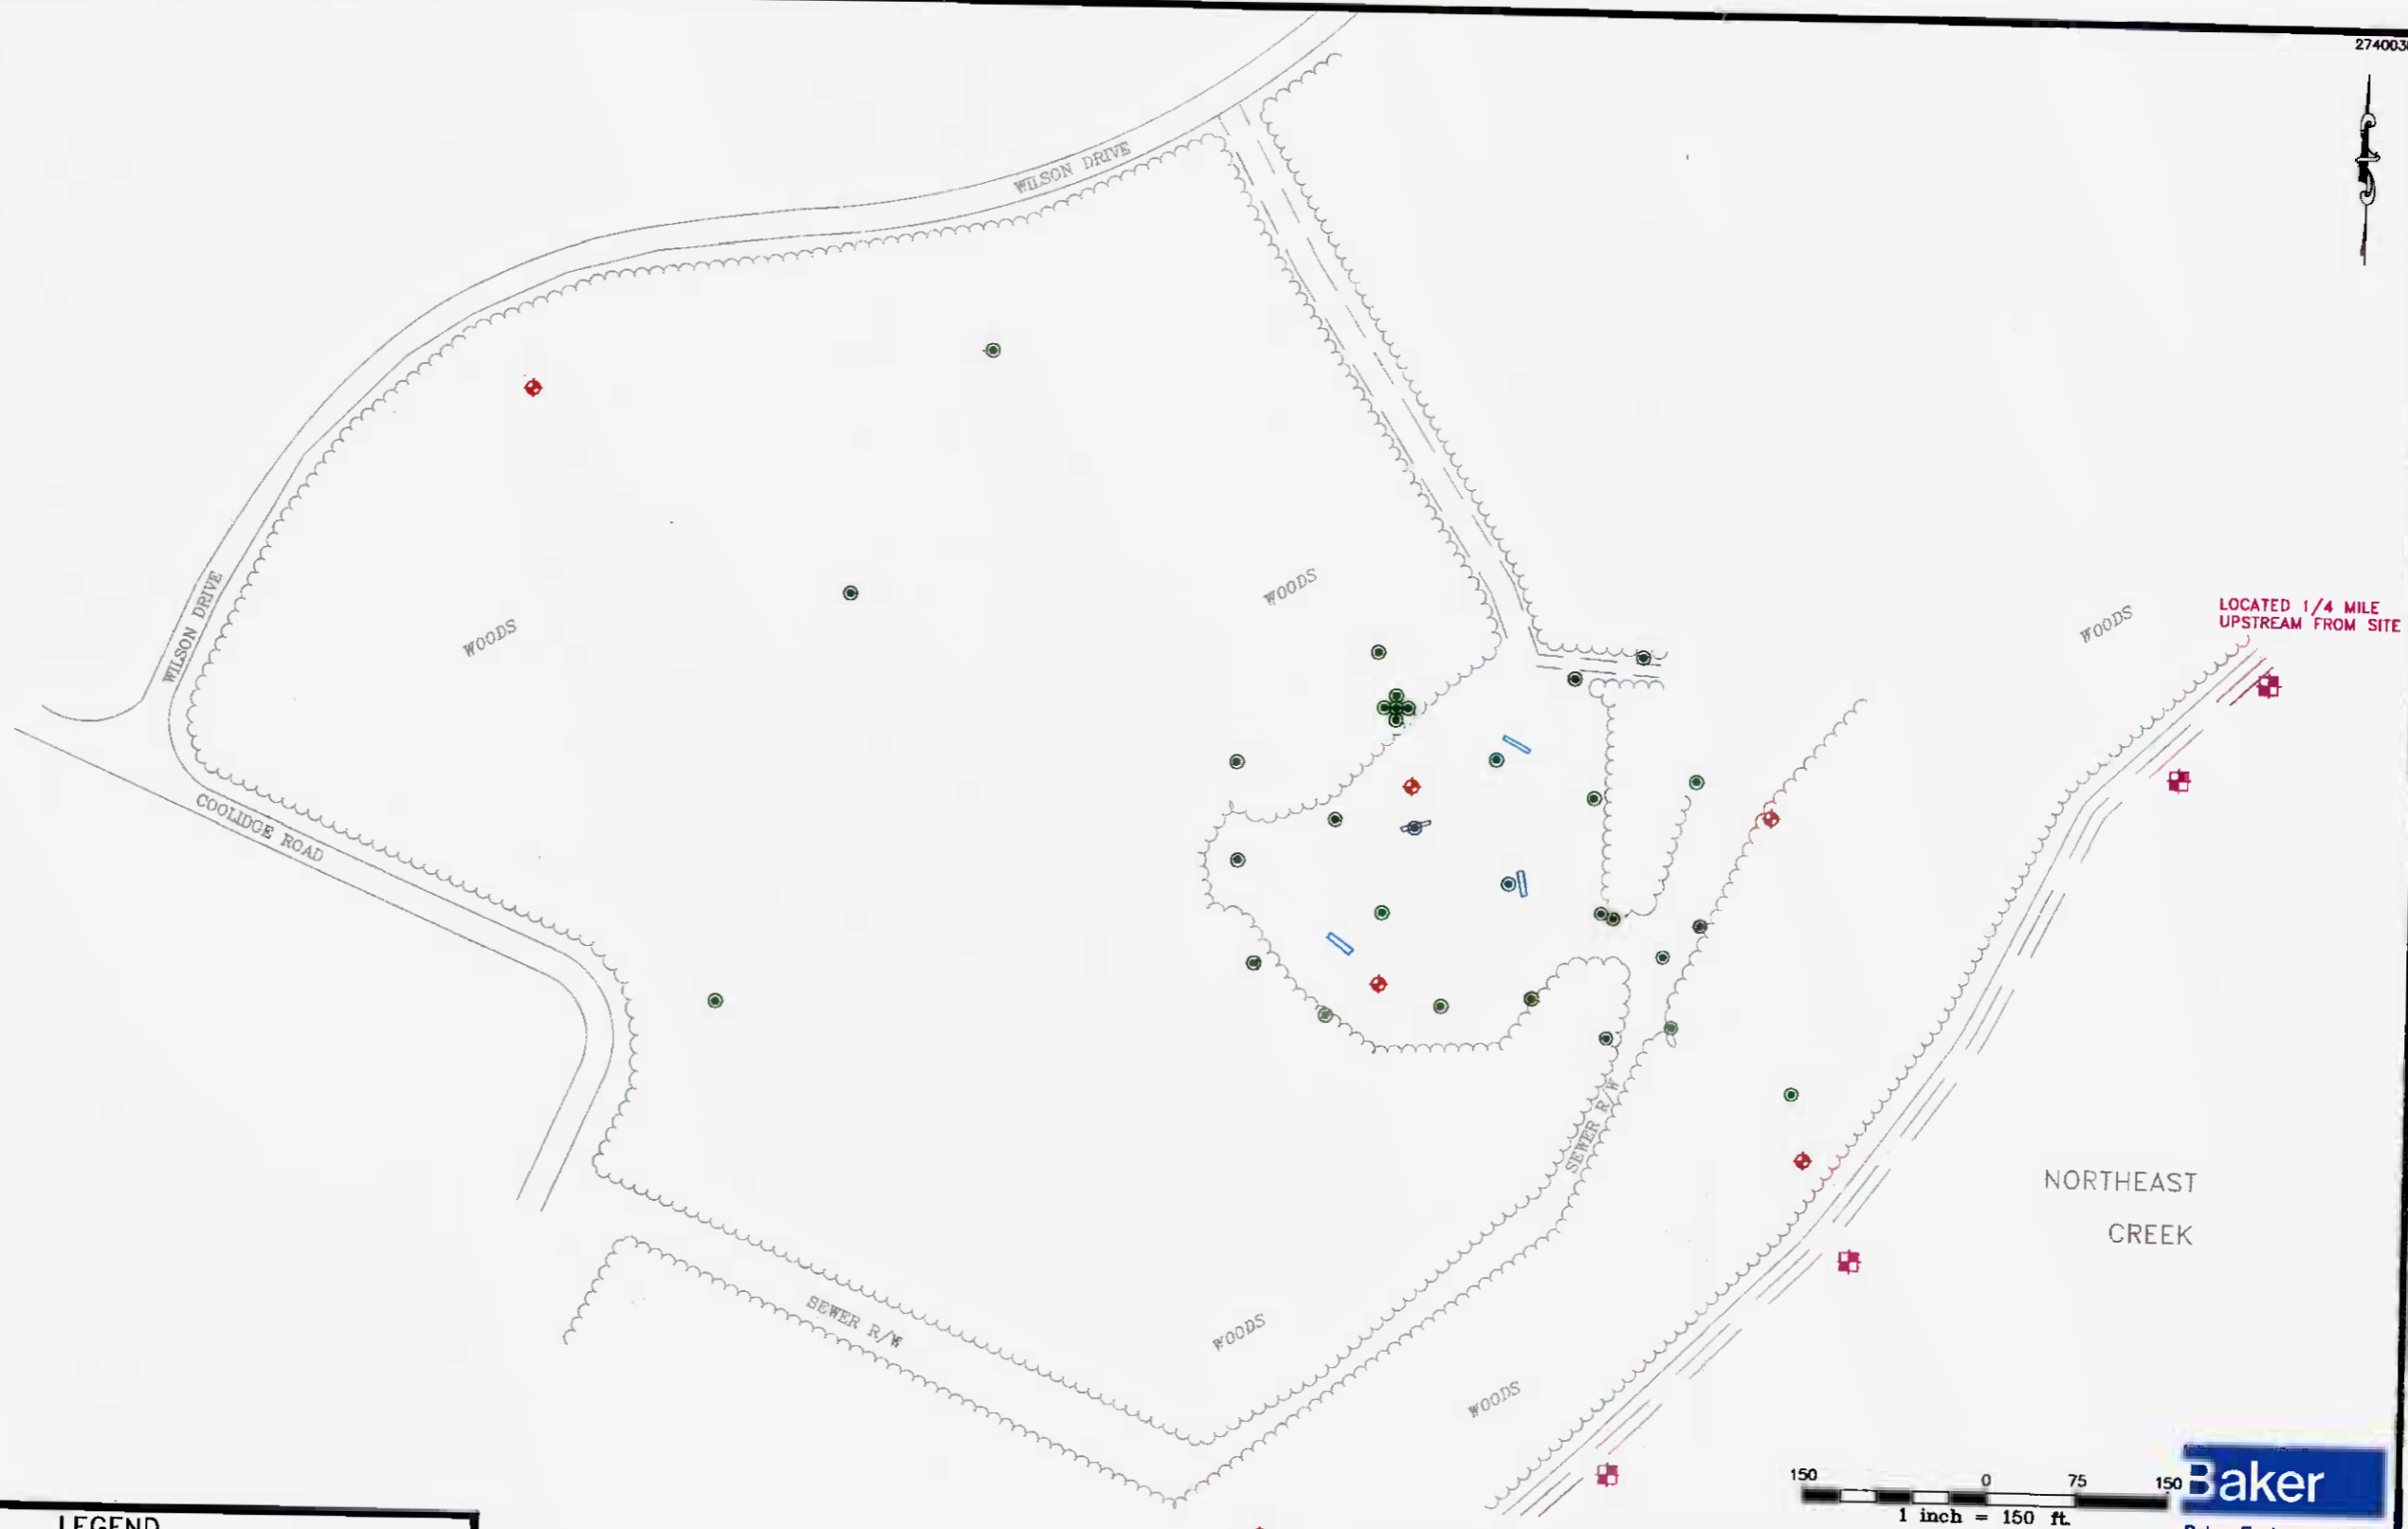 274003
WILSON DRIVE
WOODS
WILSON DRIVE
WOODS
WOODS
LOCATED 1/4 MILE
UPSTREAM FROM SITE
COOLIDGE ROAD
SEWER R/W
NORTHEAST
CREEK
SEWER R/W
WOODS
WOODS
150 0 75 150
1 inch = 150 ft.
Baker
LEGEND